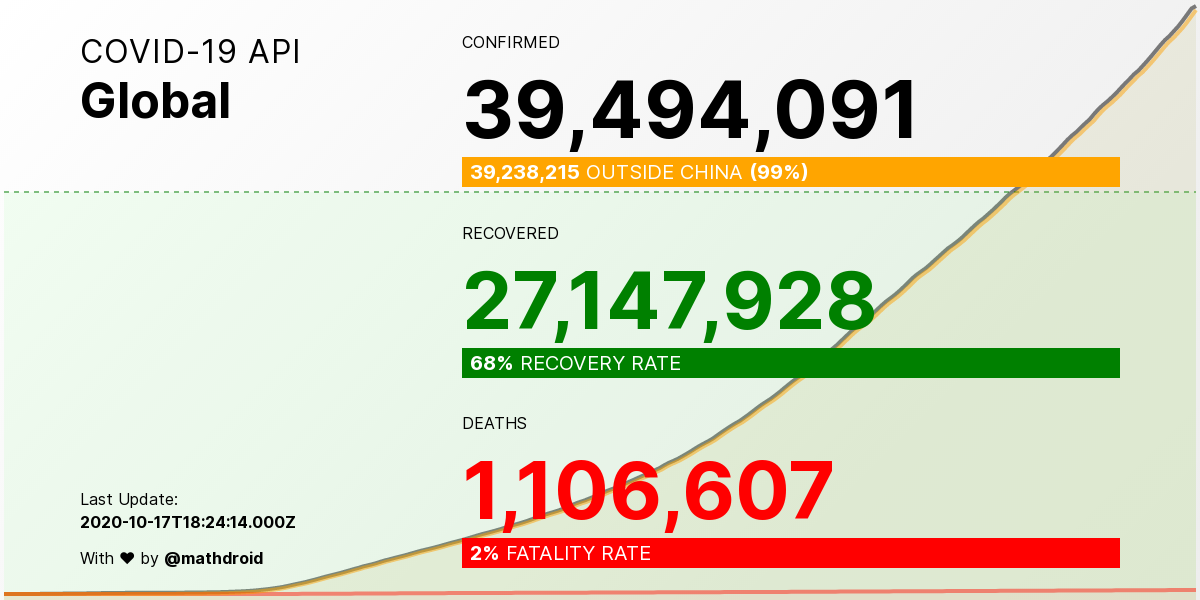 COVID-19 API
Global
CONFIRMED
39,494,091
39,238,215 OUTSIDE CHINA (99%)
RECOVERED
27,147,928
68% RECOVERY RATE
DEATHS
1,106,607
2% FATALITY RATE
Last Update:
2020-10-17T18:24:14.000Z
With ♥ by @mathdroid